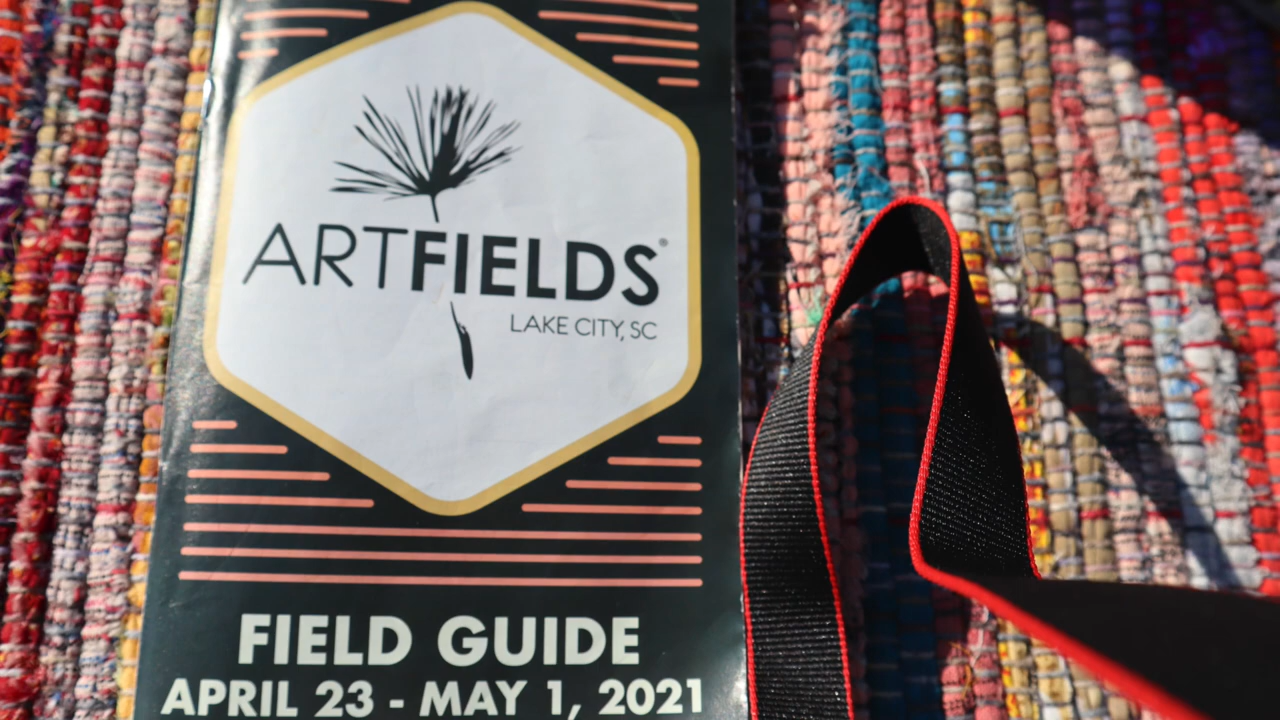 ARTFIELDS®
LAKE CITY, SC
FIELD GUIDE
APRIL 23 - MAY 1, 2021